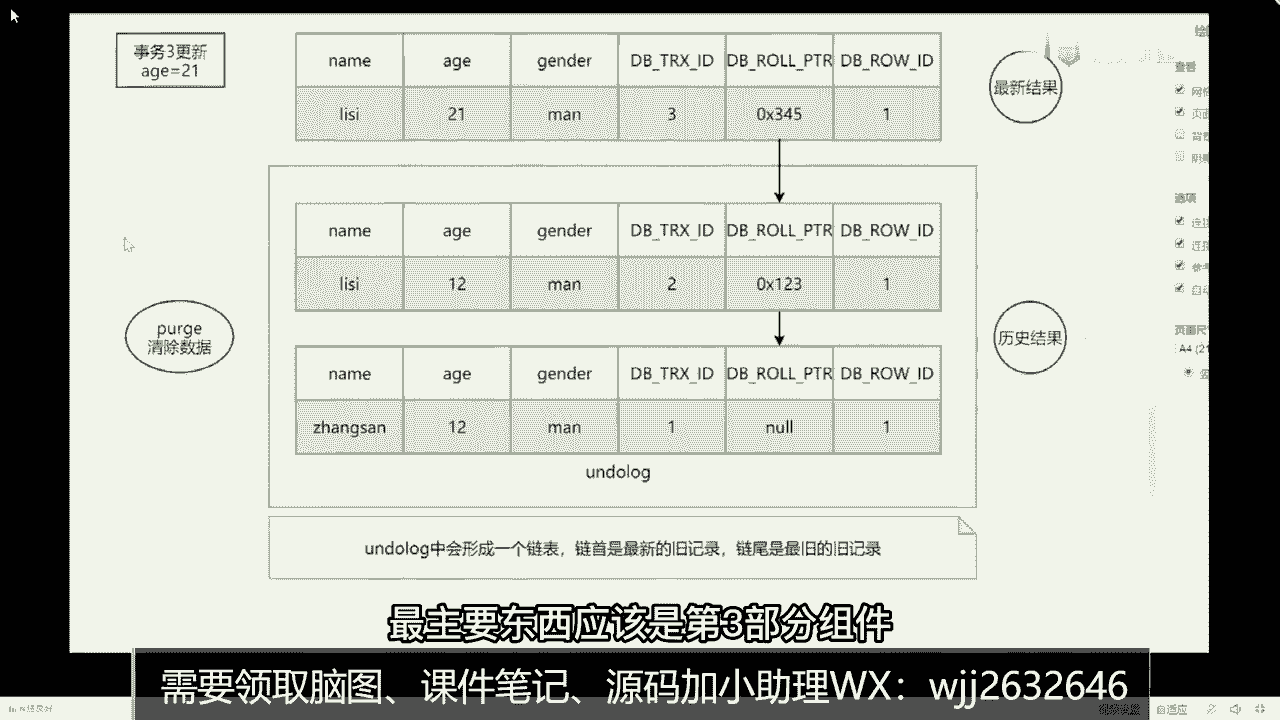 事务3更新
age=21
name age gender DB_TRX_ID DB_ROLL_PTR DB_ROW_ID
lisi 21 man 3 0x345 1
最新结果
name age gender DB_TRX_ID DB_ROLL_PTR DB_ROW_ID
lisi 12 man 2 0x123 1
purge
清除数据
历史结果
name age gender DB_TRX_ID DB_ROLL_PTR DB_ROW_ID
zhangsan 12 man 1 null 1
undolog
undolog中会形成一个链表，链首是最新的旧记录，链尾是最旧的旧记录
查看
选项
页面尺
A4 (21
最主要东西应该是第3部分组件
需要领取脑图、课件笔记、源码加小助理WX：wjj2632646
自适应